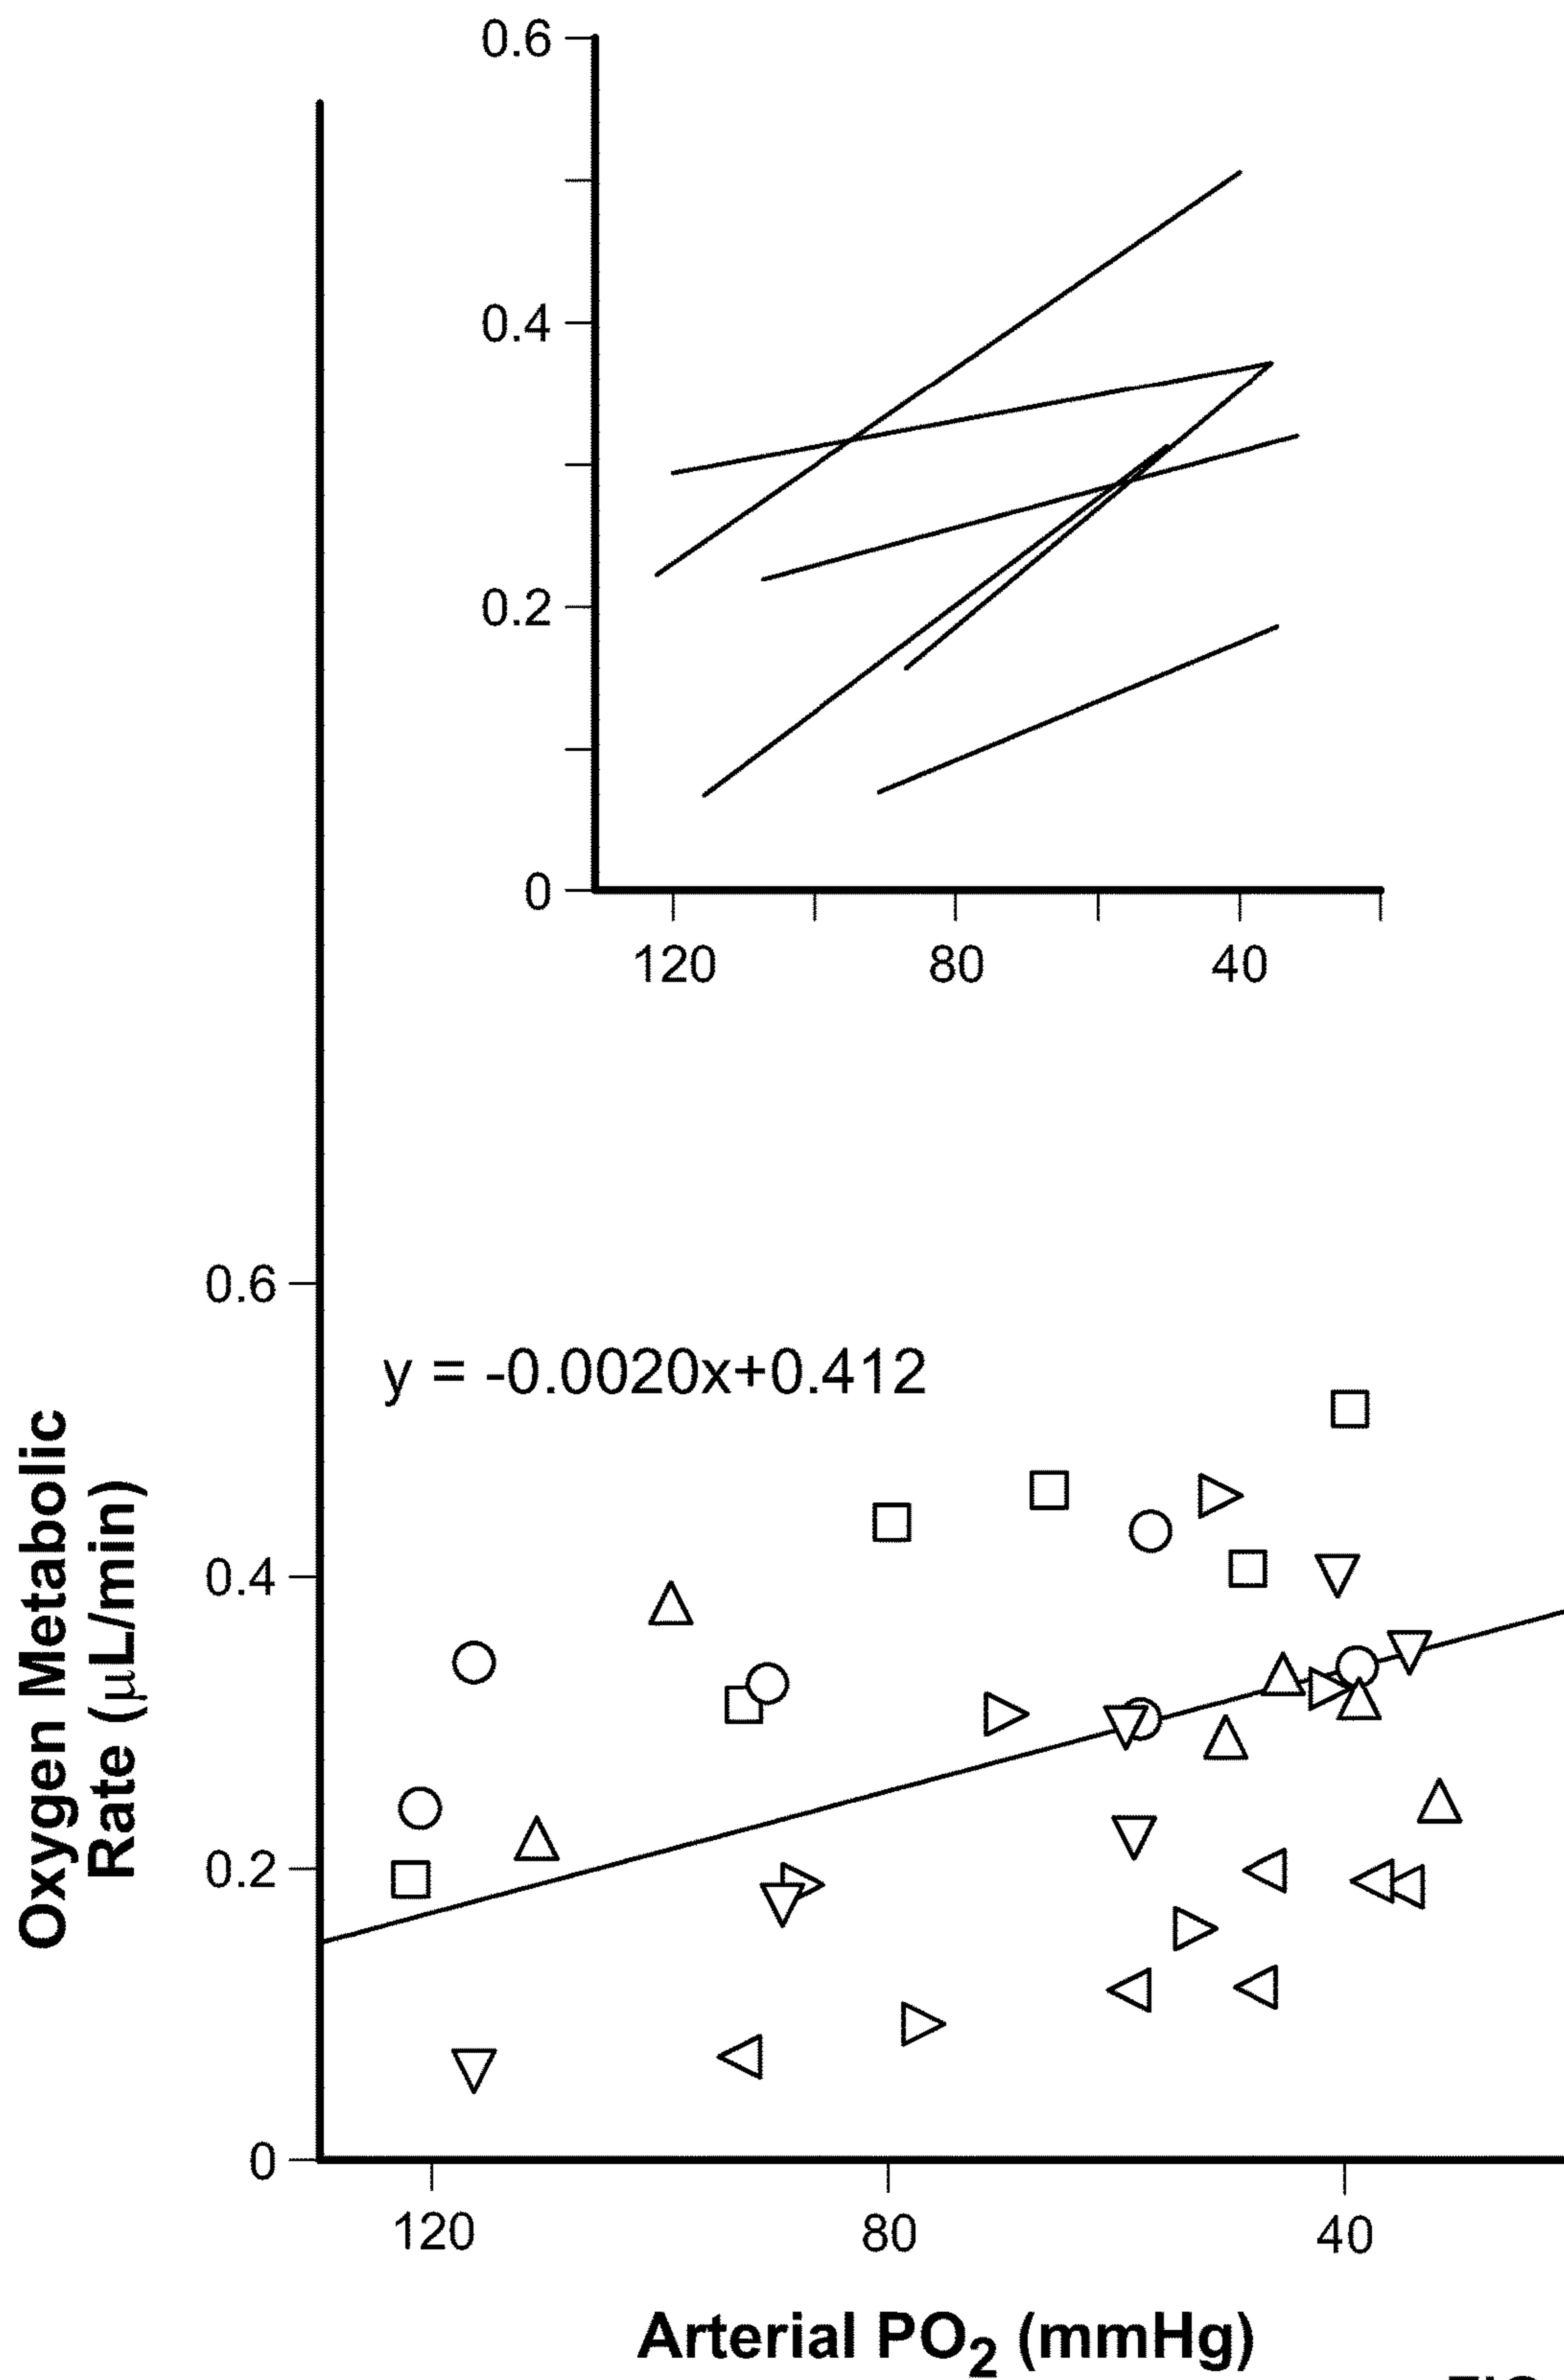 0.6
0.4
0.2
0
120 80 40
0.6
y = -0.0020x+0.412
0.4
0.2
0
120 80 40
Oxygen Metabolic
Rate (μL/min)
Arterial PO2 (mmHg)